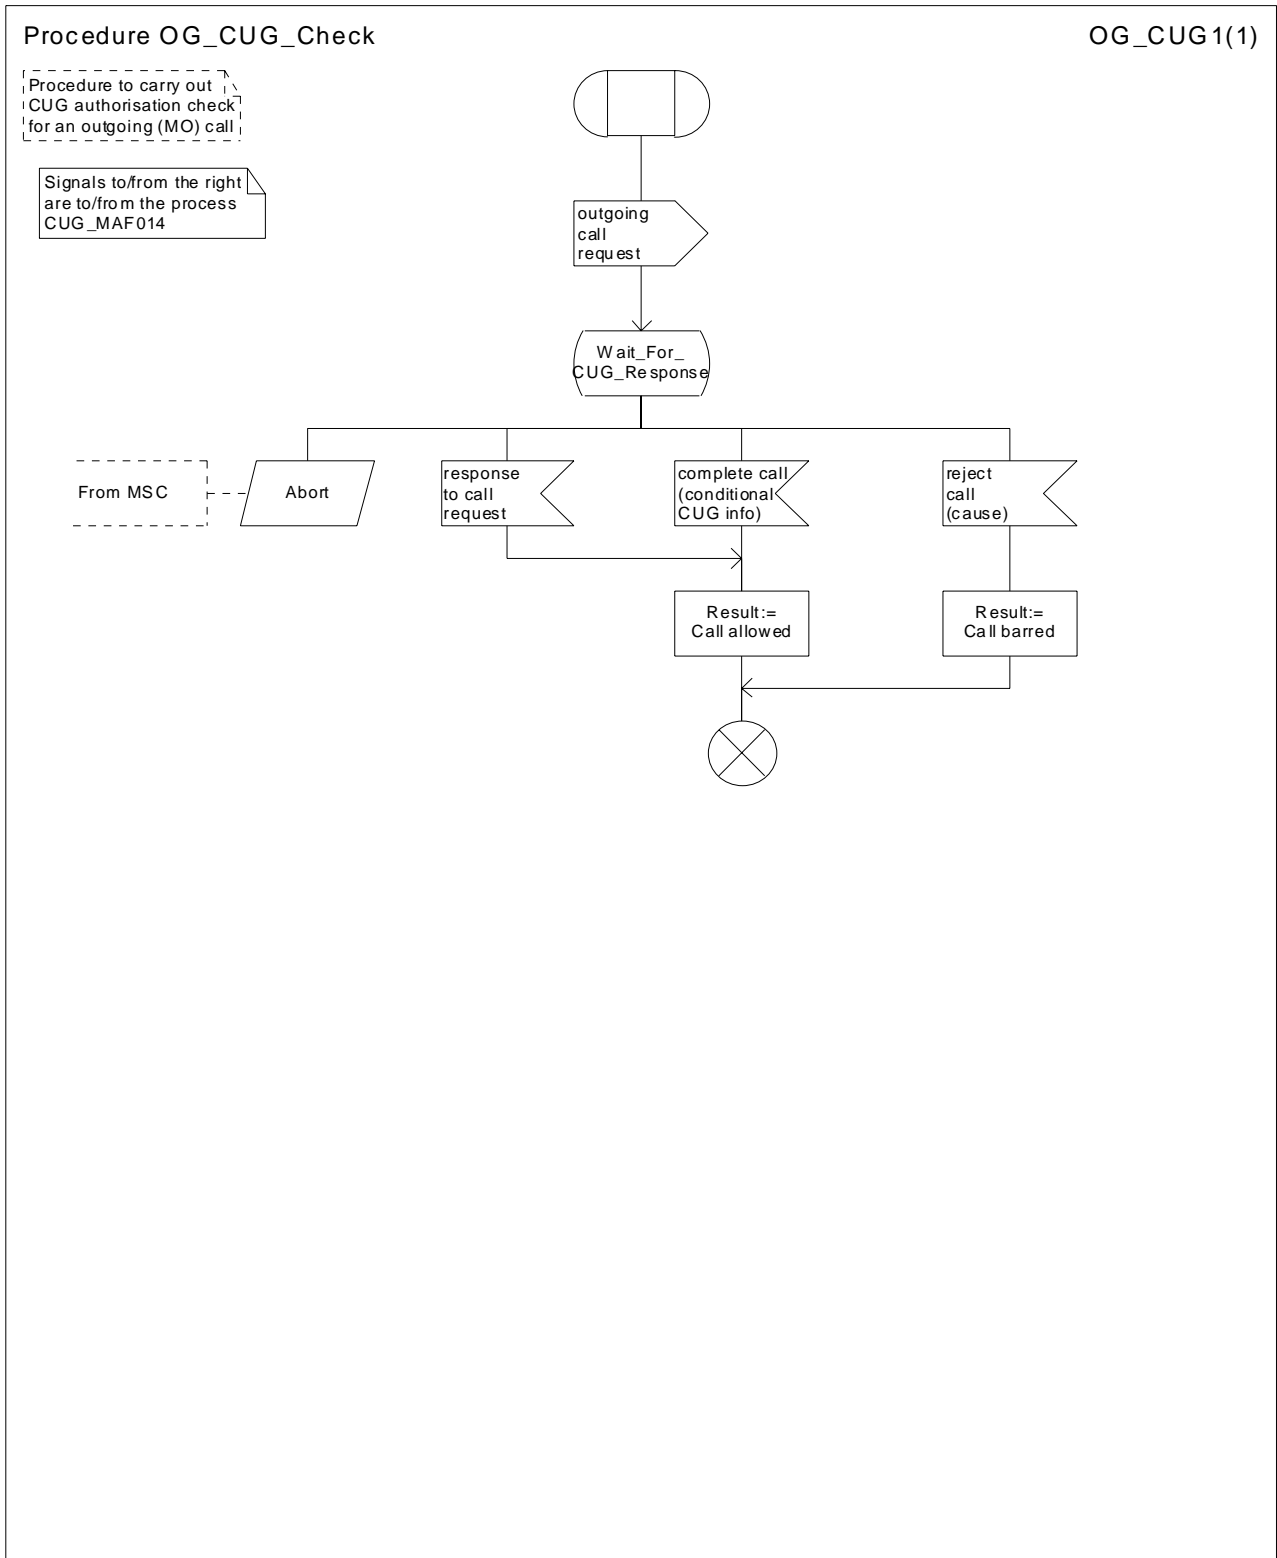 Procedure OG_CUG_Check
OG_CUG1(1)
Procedure to carry out
CUG authorisation check
for an outgoing (MO) call
Signals to/from the right
are to/from the process
CUG_MAF014
outgoing
call
request
Wait_For_
CUG_Response
From MSC
Abort
response
to call
request
complete call
(conditional
CUG info)
reject
call
(cause)
Result:=
Call allowed
Result:=
Call barred